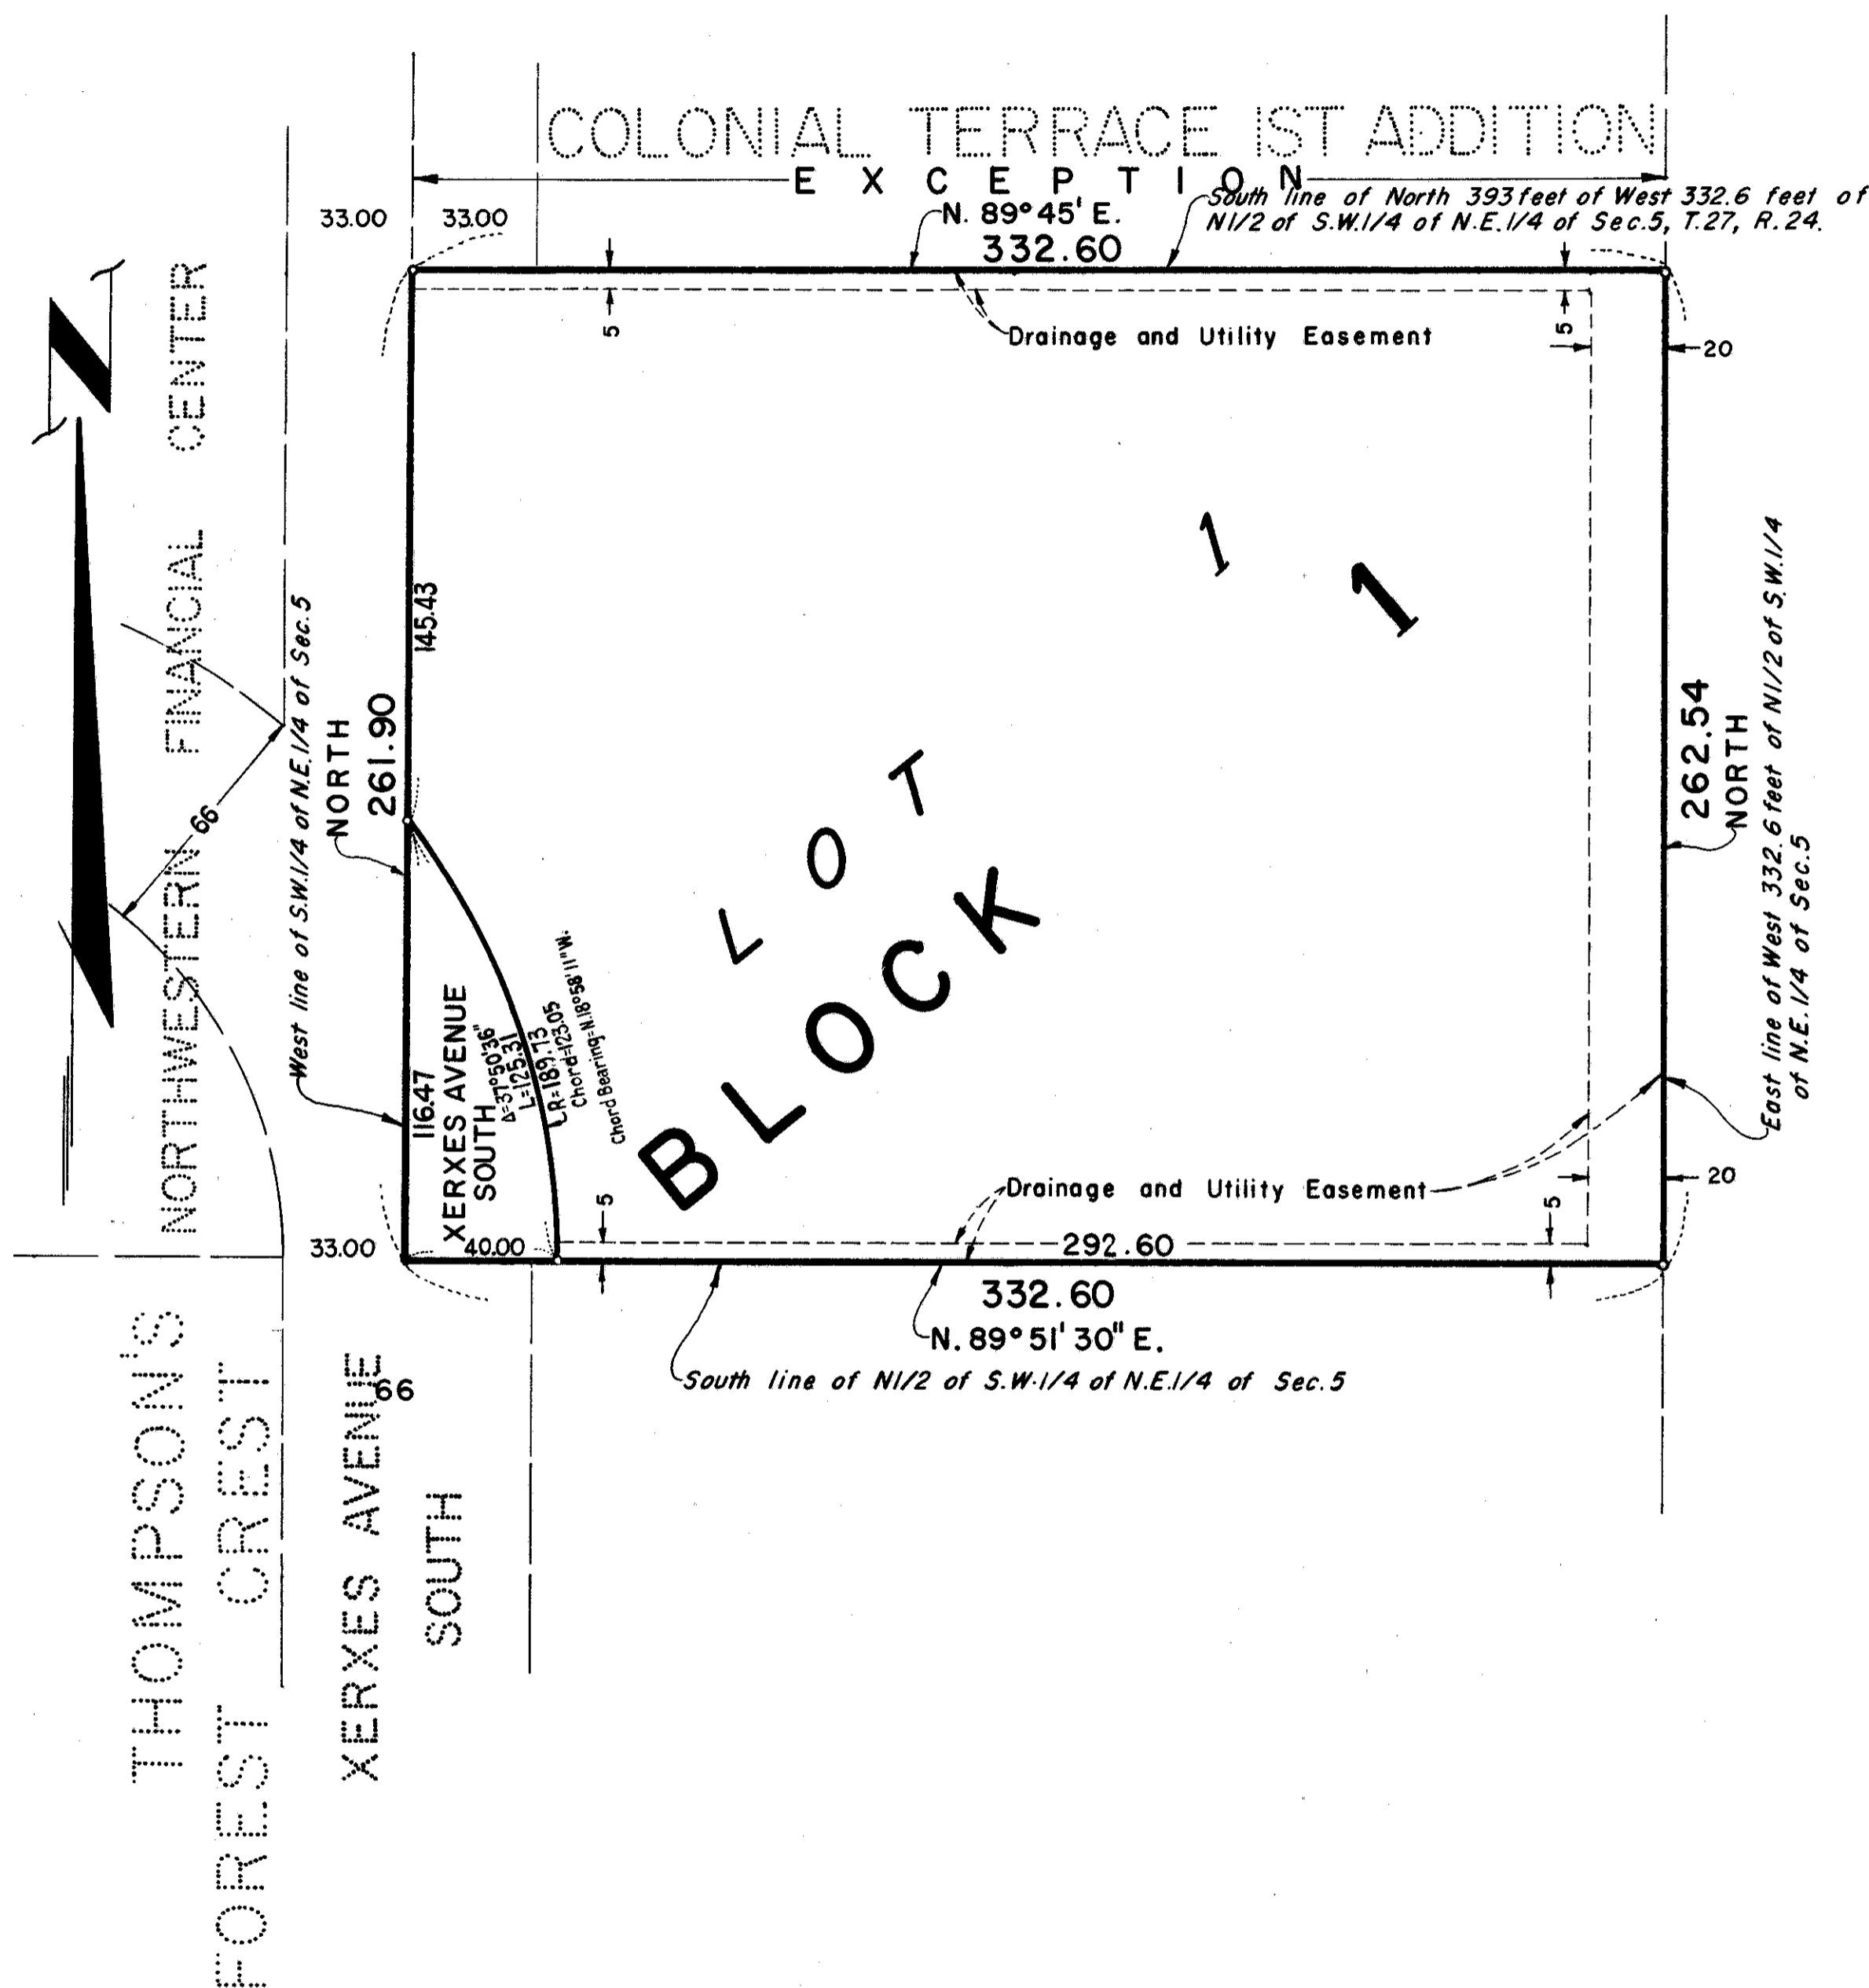 COLONIAL TERRACE IST ADDITION
EXCEPTION
33.00
33.00
N. 89° 45' E.
332.60
South line of North 393 feet of West 332.6 feet of
N1/2 of S.W.1/4 of N.E.1/4 of Sec.5, T.27, R.24.
5
Drainage and Utility Easement
5
20
N
NORTHWESTERN FINANCIAL CENTER
66
West line of S.W.1/4 of N.E.1/4 of Sec.5
NORTH
261.90
145.43
116.47
XERXES AVENUE
SOUTH
Δ=37°50'36"
L=125.31
R=189.73
Chord=123.05
Chord Bearing=N.18°58'11"W.
LOT 1
BLOCK 1
262.54
NORTH
East line of West 332.6 feet of N1/2 of S.W.1/4
of N.E.1/4 of Sec.5
33.00
40.00
5
Drainage and Utility Easement
5
20
292.60
332.60
N. 89° 51' 30" E.
South line of N1/2 of S.W.1/4 of N.E.1/4 of Sec.5
THOMPSON'S
FOREST CREST
XERXES AVENUE
66
SOUTH